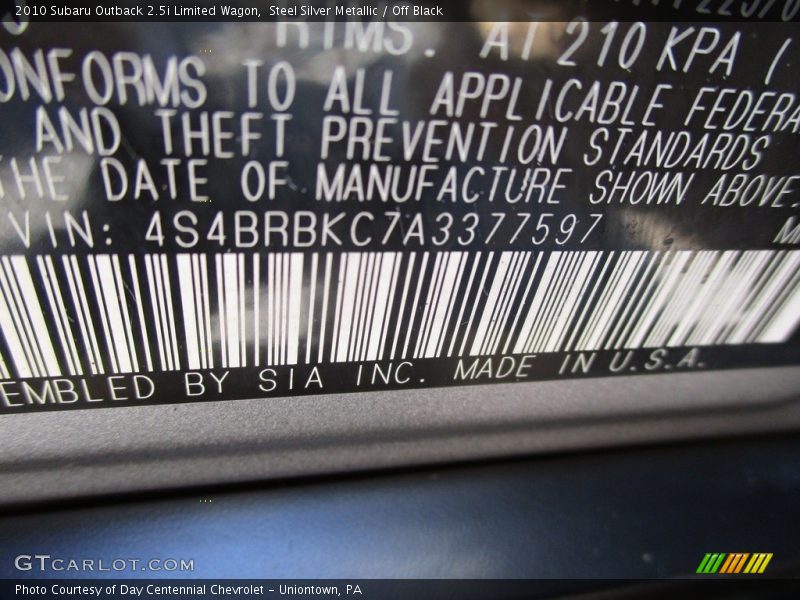 2010 Subaru Outback 2.5i Limited Wagon, Steel Silver Metallic / Off Black
RIMS. AT 210 KPA (
ONFORMS TO ALL APPLICABLE FEDERA
AND THEFT PREVENTION STANDARDS
THE DATE OF MANUFACTURE SHOWN ABOVE.
VIN: 4S4BRBKC7A3377597
EMBLED BY SIA INC. MADE IN U.S.A.
GTCARLOT.COM
Photo Courtesy of Day Centennial Chevrolet - Uniontown, PA